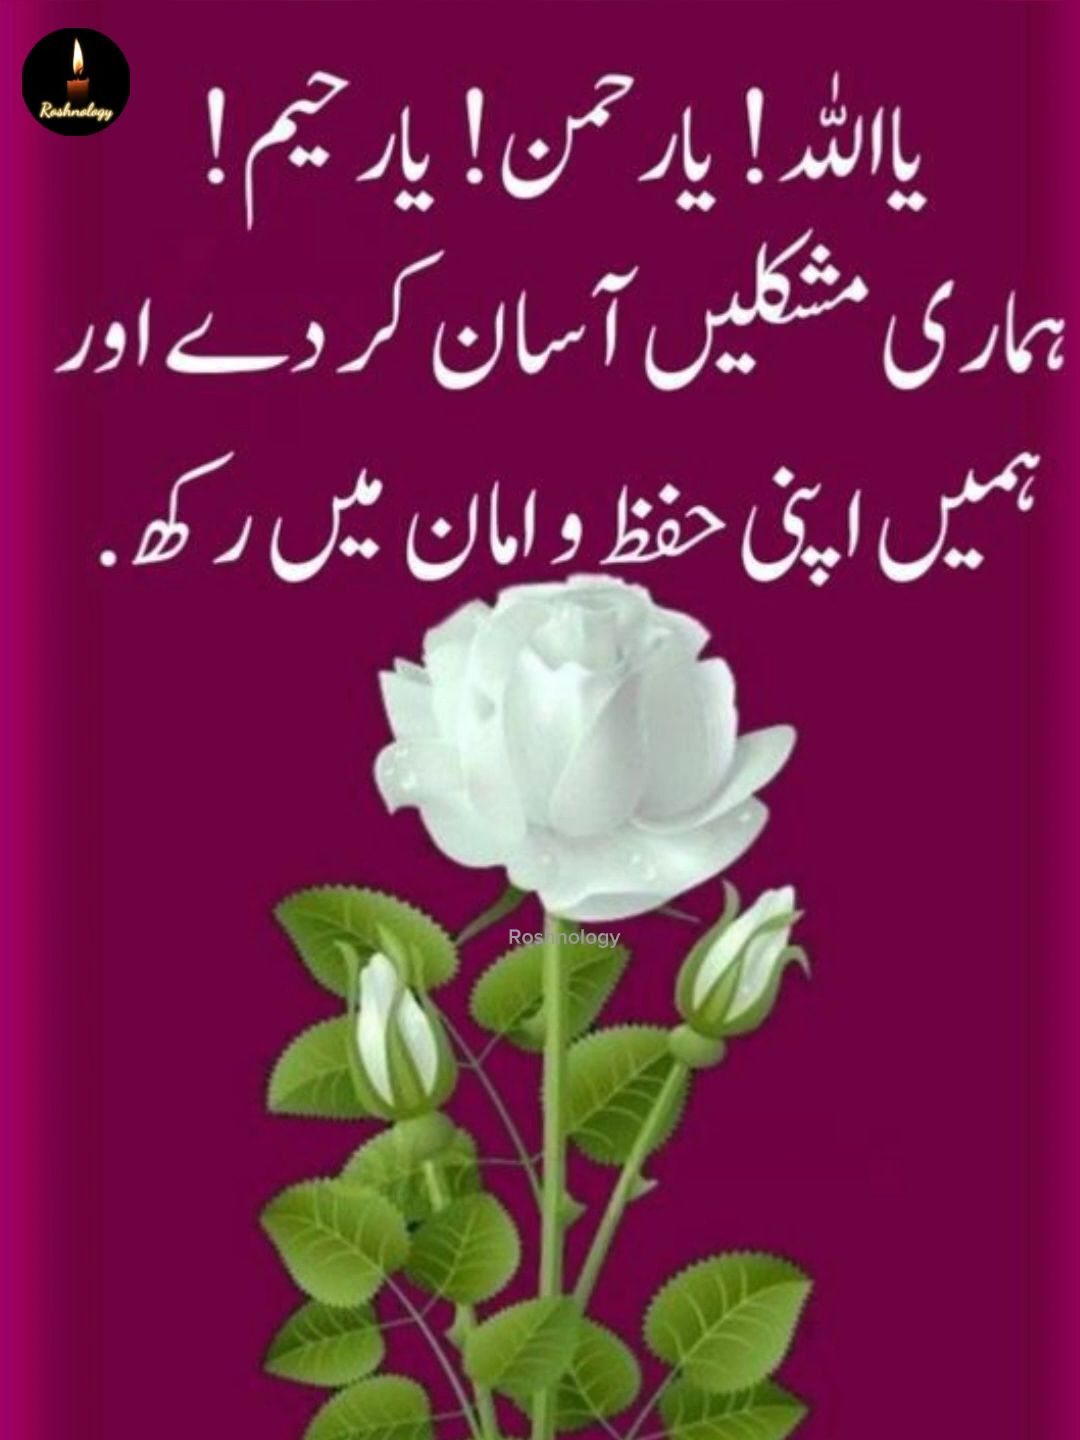 Roshnology
یااللہ! یارحمن! یارحیم!
ہماری مشکلیں آسان کر دے اور
ہمیں اپنی حفظ و امان میں رکھ.
Roshnology